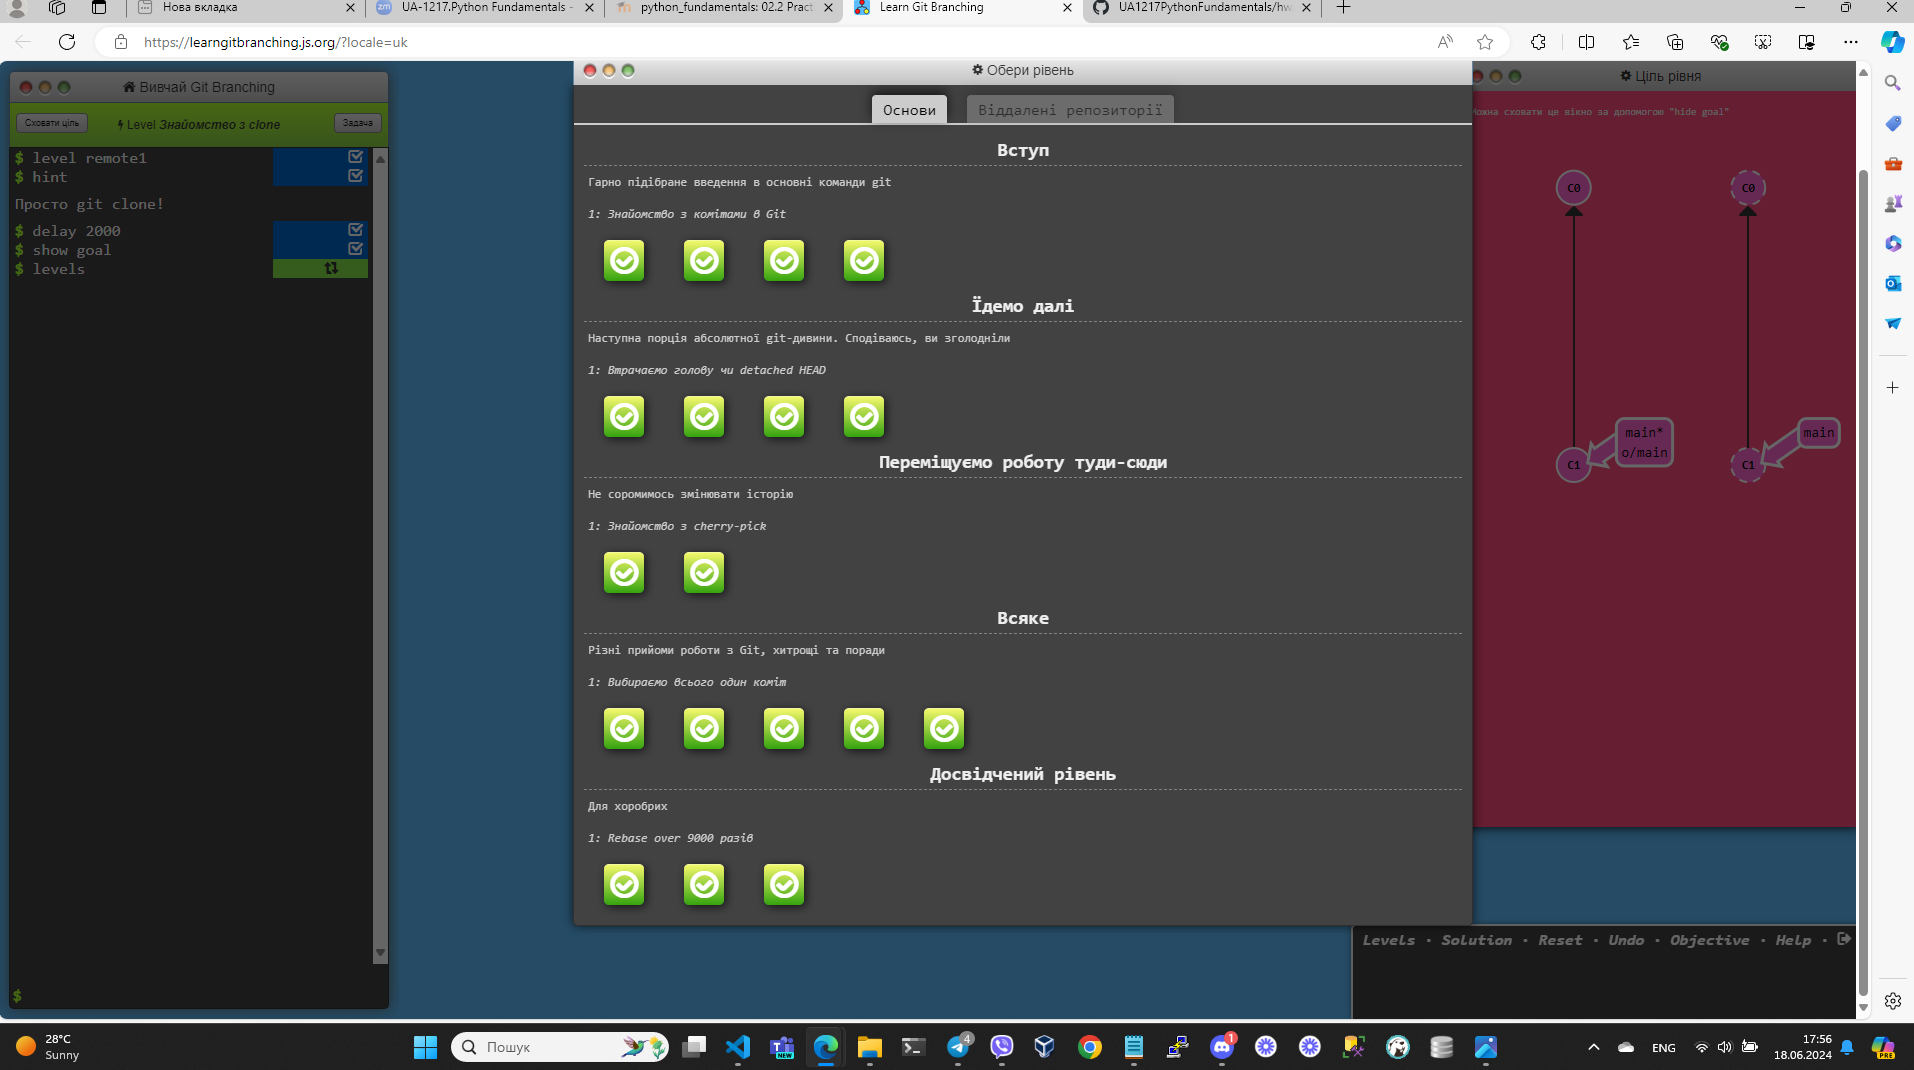 Нова вкладка
UA-1217.Python Fundamentals -
python_fundamentals: 02.2 Pract
Learn Git Branching
UA1217PythonFundamentals/hw
https://learngitbranching.js.org/?locale=uk
Вивчай Git Branching
Сховати ціль
Level Знайомство з clone
Задача
$ level remote1
$ hint
Просто git clone!
$ delay 2000
$ show goal
$ levels
$
Обери рівень
Основи
Віддалені репозиторії
Вступ
Гарно підібране введення в основні команди git
1: Знайомство з комітами в Git
Їдемо далі
Наступна порція абсолютної git-дивини. Сподіваюсь, ви зголодніли
1: Втрачаємо голову чи detached HEAD
Переміщуємо роботу туди-сюди
Не соромимось змінювати історію
1: Знайомство з cherry-pick
Всяке
Різні прийоми роботи з Git, хитрощі та поради
1: Вибираємо всього один коміт
Досвідчений рівень
Для хоробрих
1: Rebase over 9000 разів
Ціль рівня
Можна сховати це вікно за допомогою "hide goal"
C0
C0
main*
o/main
main
C1
C1
Levels · Solution · Reset · Undo · Objective · Help ·
28°C
Sunny
Пошук
NEW
4
1
ENG
17:56
18.06.2024
PRE